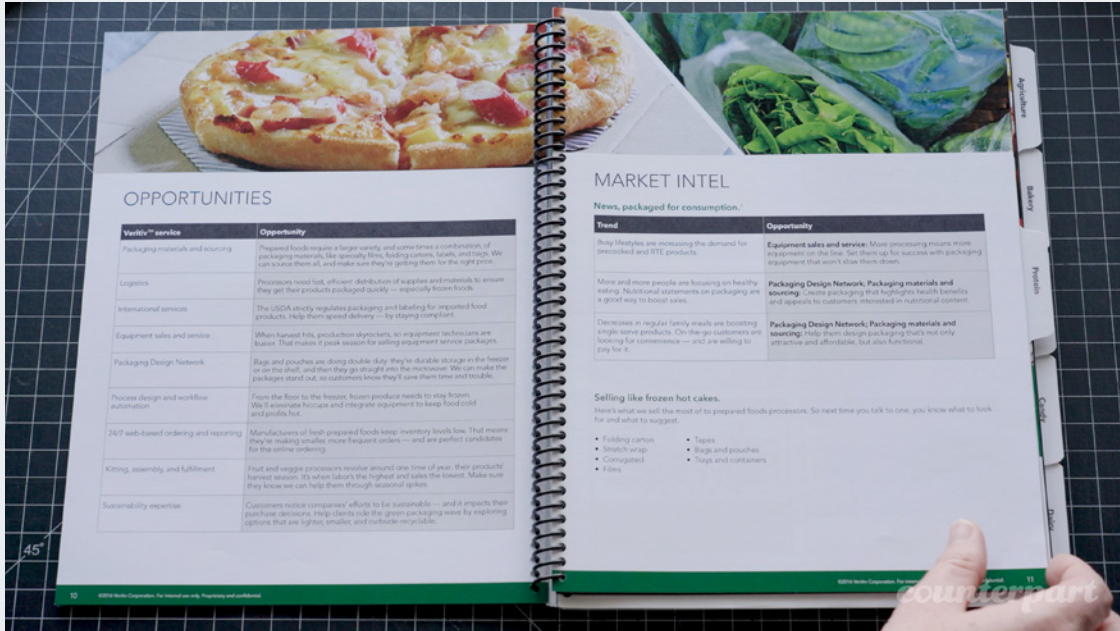 OPPORTUNITIES
Veritiv™ service
Opportunity
Packaging materials and sourcing
Prepared foods require a larger variety, and some times a combination, of
packaging materials, like specialty films, folding cartons, labels, and bags. We
can source them all, and make sure they're getting them for the right price.
Logistics
Processors need fast, efficient distribution of supplies and materials to ensure
they get their products packaged quickly — especially frozen foods.
International services
The USDA strictly regulates packaging and labeling for imported food
products. Help them speed delivery — by staying compliant.
Equipment sales and service
When harvest hits, production skyrockets, so equipment technicians are
busier. That makes it peak season for selling equipment service packages.
Packaging Design Network
Bags and pouches are doing double duty: they're durable storage in the freezer
or on the shelf, and then they go straight into the microwave. We can make the
packages stand out, so customers know they'll save them time and trouble.
Process design and workflow
automation
From the floor to the freezer, frozen produce needs to stay frozen.
We'll eliminate hiccups and integrate equipment to keep food cold
and profits hot.
24/7 web-based ordering and reporting
Manufacturers of fresh prepared foods keep inventory levels low. That means
they're making smaller, more frequent orders — and are perfect candidates
for the online ordering.
Kitting, assembly, and fulfillment
Fruit and veggie processors revolve around one time of year: their products'
harvest season. It's when labor's the highest and sales the lowest. Make sure
they know we can help them through seasonal spikes.
Sustainability expertise
Customers notice companies' efforts to be sustainable — and it impacts their
purchase decisions. Help clients ride the green packaging wave by exploring
options that are lighter, smaller, and curbside-recyclable.
10
©2016 Veritiv Corporation. For internal use only. Proprietary and confidential.
MARKET INTEL
News, packaged for consumption.
Trend
Opportunity
Busy lifestyles are increasing the demand for
precooked and RTE products.
Equipment sales and service: More processing means more
equipment on the line. Set them up for success with packaging
equipment that won't slow them down.
More and more people are focusing on healthy
eating. Nutritional statements on packaging are
a good way to boost sales.
Packaging Design Network; Packaging materials and
sourcing: Create packaging that highlights health benefits
and appeals to customers interested in nutritional content.
Decreases in regular family meals are boosting
single serve products. On-the-go customers are
looking for convenience — and are willing to
pay for it.
Packaging Design Network; Packaging materials and
sourcing: Help them design packaging that's not only
attractive and affordable, but also functional.
Selling like frozen hot cakes.
Here's what we sell the most of to prepared foods processors. So next time you talk to one, you know what to look
for and what to suggest.
• Folding carton
• Stretch wrap
• Corrugated
• Films
• Tapes
• Bags and pouches
• Trays and containers
©2016 Veritiv Corporation. For
confidential.
11
Agriculture
Bakery
Protein
Candy
Dairy
45°
counterpart